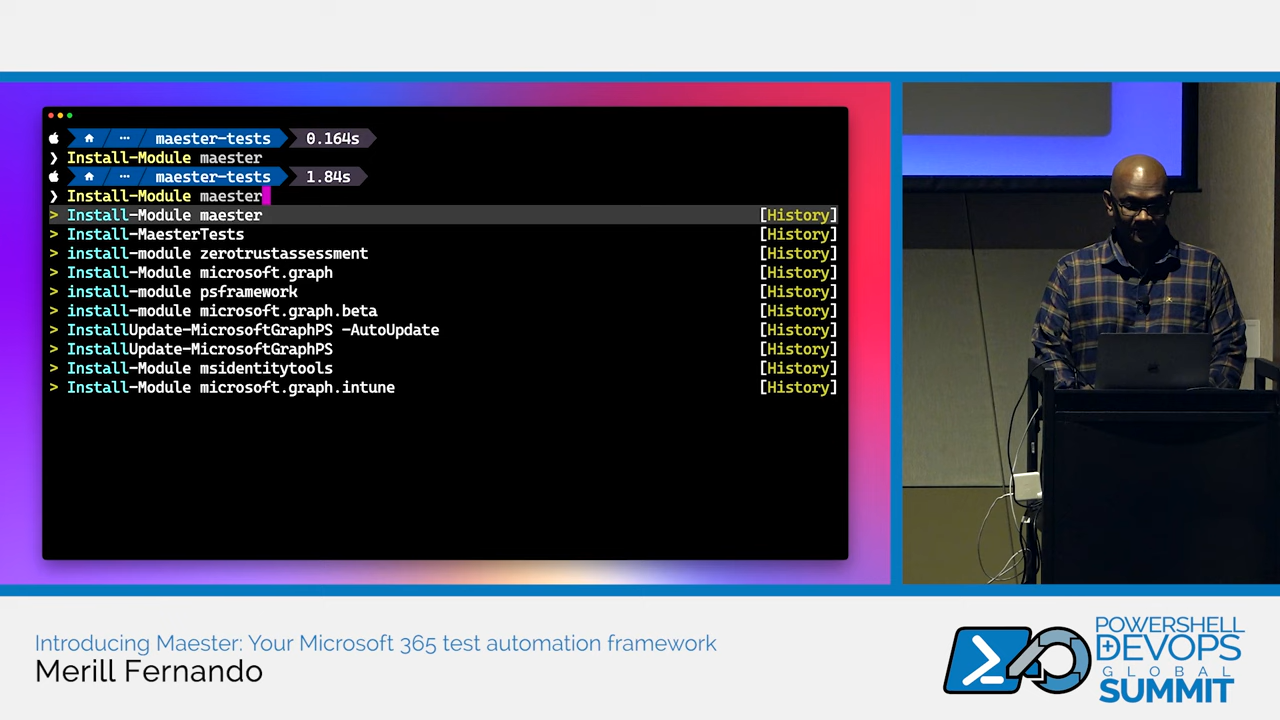 ··· maester-tests 0.164s
❯ Install-Module maester
··· maester-tests 1.84s
❯ Install-Module maester
> Install-Module maester [History]
> Install-MaesterTests [History]
> install-module zerotrustassessment [History]
> Install-Module microsoft.graph [History]
> install-module psframework [History]
> install-module microsoft.graph.beta [History]
> InstallUpdate-MicrosoftGraphPS -AutoUpdate [History]
> InstallUpdate-MicrosoftGraphPS [History]
> Install-Module msidentitytools [History]
> Install-Module microsoft.graph.intune [History]
Introducing Maester: Your Microsoft 365 test automation framework
Merill Fernando
POWERSHELL
DEVOPS
GLOBAL
SUMMIT